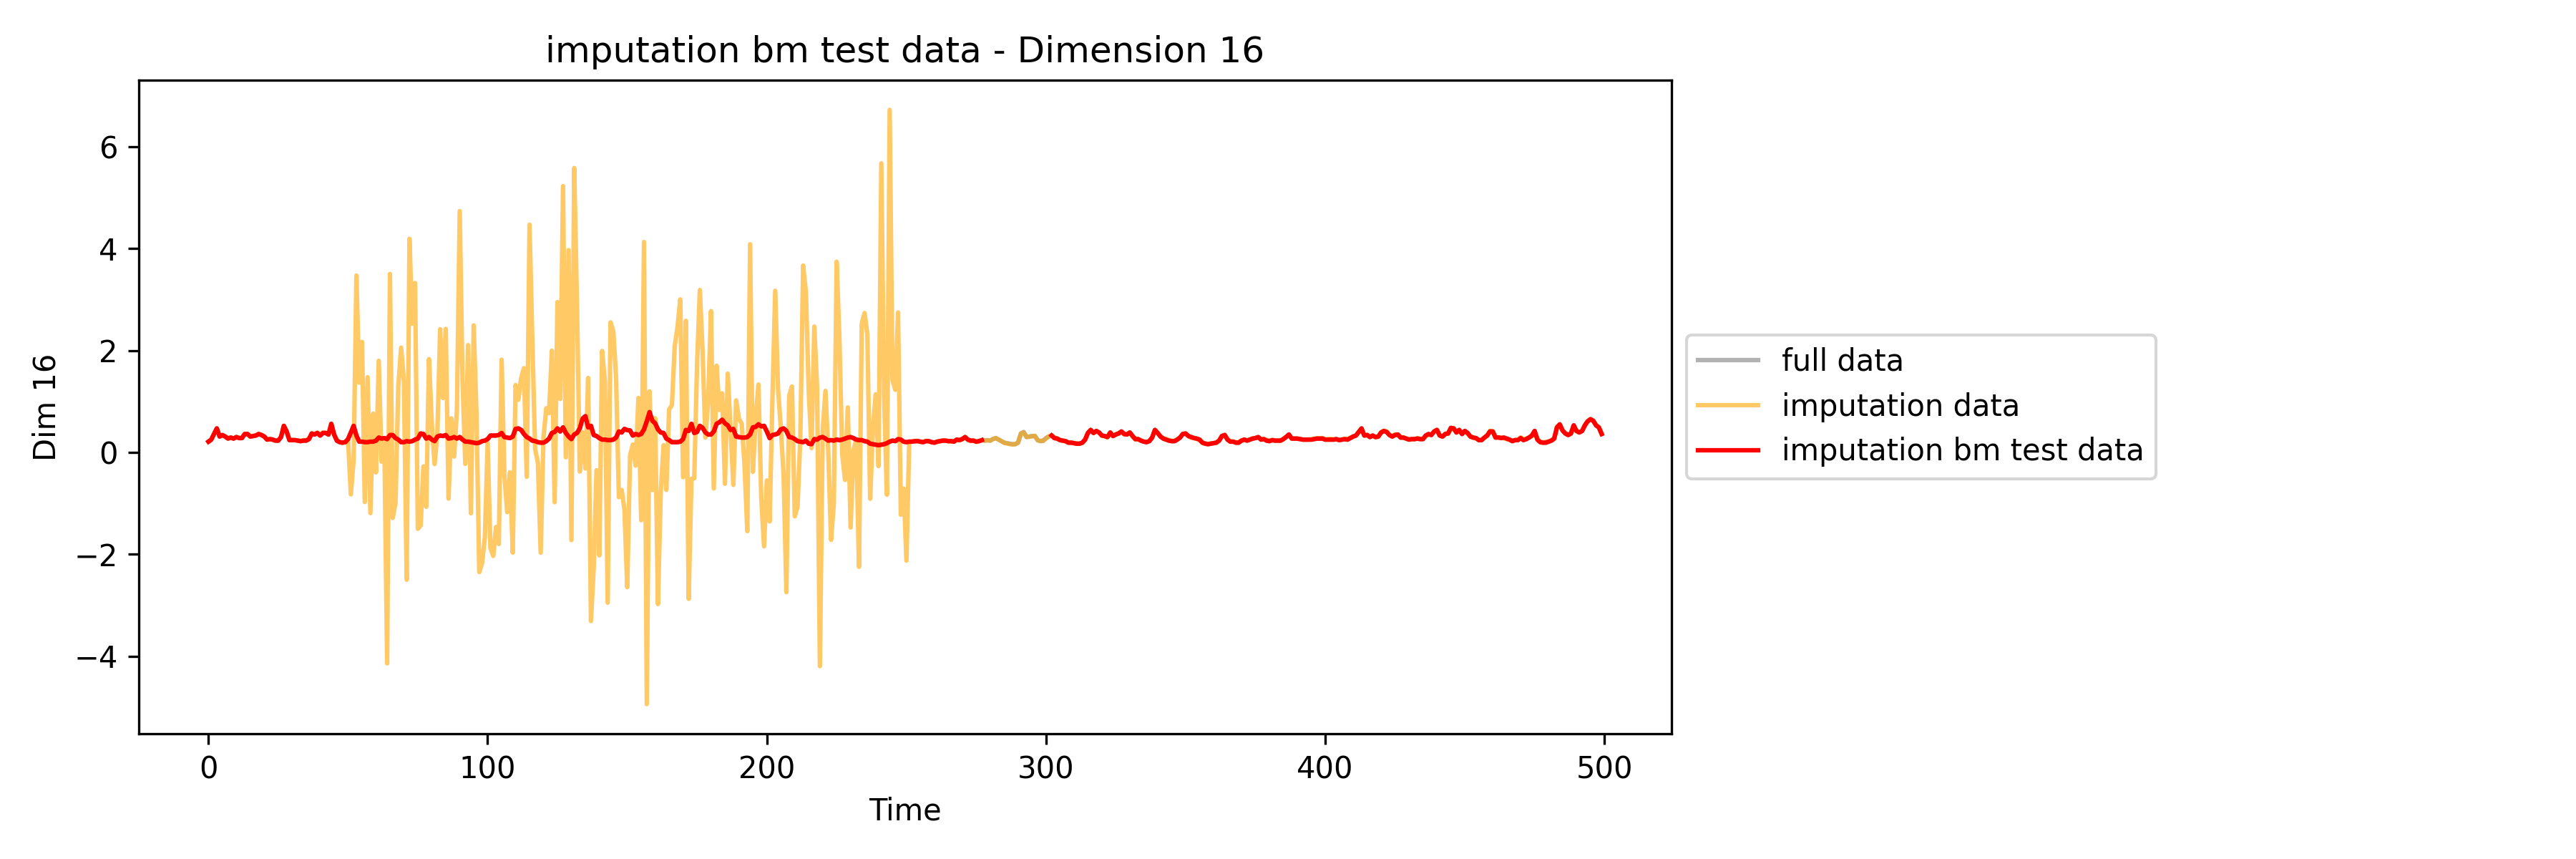 imputation bm test data - Dimension 16
6
4
2
0
−2
−4
Dim 16
0
100
200
300
400
500
Time
full data
imputation data
imputation bm test data